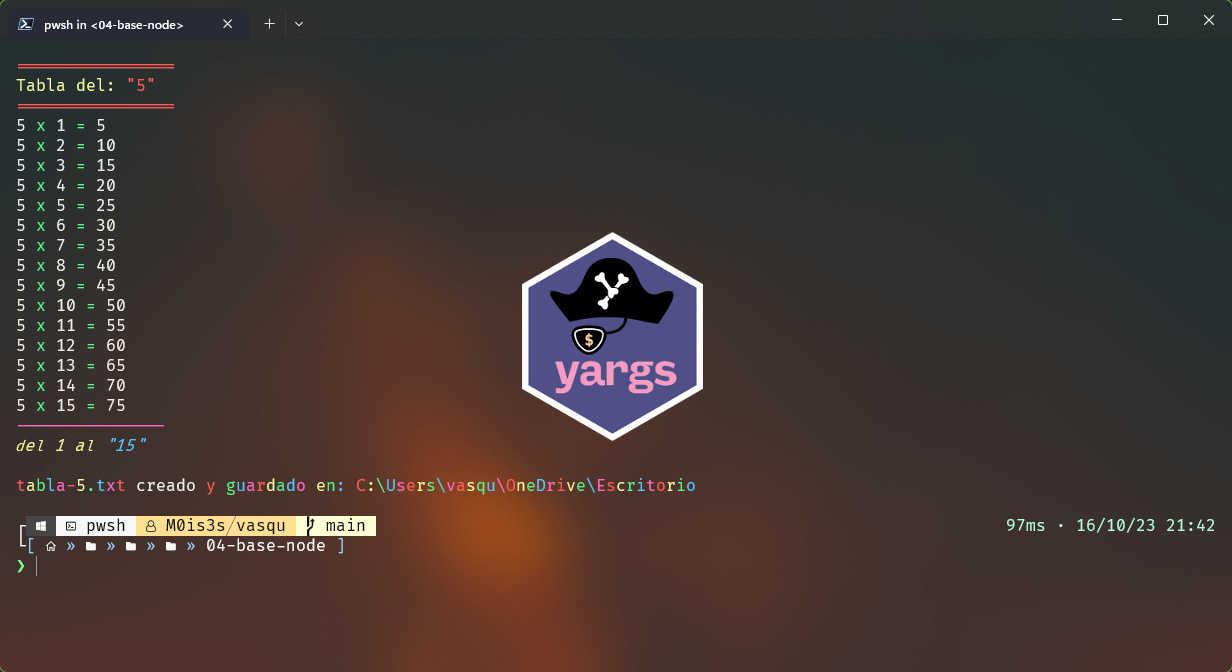 pwsh in <04-base-node>
Tabla del: "5"
5 x 1 = 5
5 x 2 = 10
5 x 3 = 15
5 x 4 = 20
5 x 5 = 25
5 x 6 = 30
5 x 7 = 35
5 x 8 = 40
5 x 9 = 45
5 x 10 = 50
5 x 11 = 55
5 x 12 = 60
5 x 13 = 65
5 x 14 = 70
5 x 15 = 75
$
yargs
del 1 al "15"
tabla-5.txt creado y guardado en: C:\Users\vasqu\OneDrive\Escritorio
pwsh M0is3s/vasqu main 97ms · 16/10/23 21:42
[ » » » » 04-base-node ]
❯